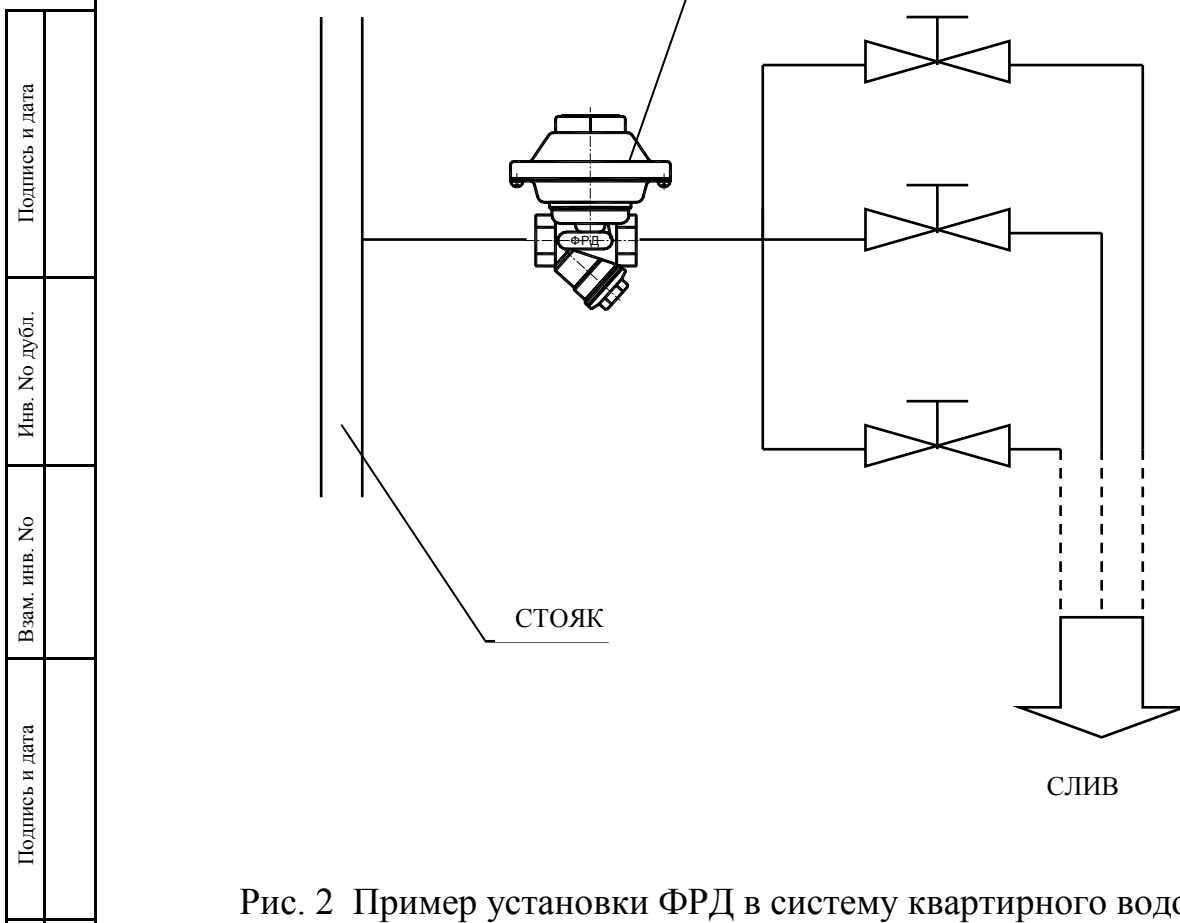 Подпись и дата
Инв. No дубл.
Взам. инв. No
Подпись и дата
ФРД
СТОЯК
СЛИВ
Рис. 2 Пример установки ФРД в систему квартирного